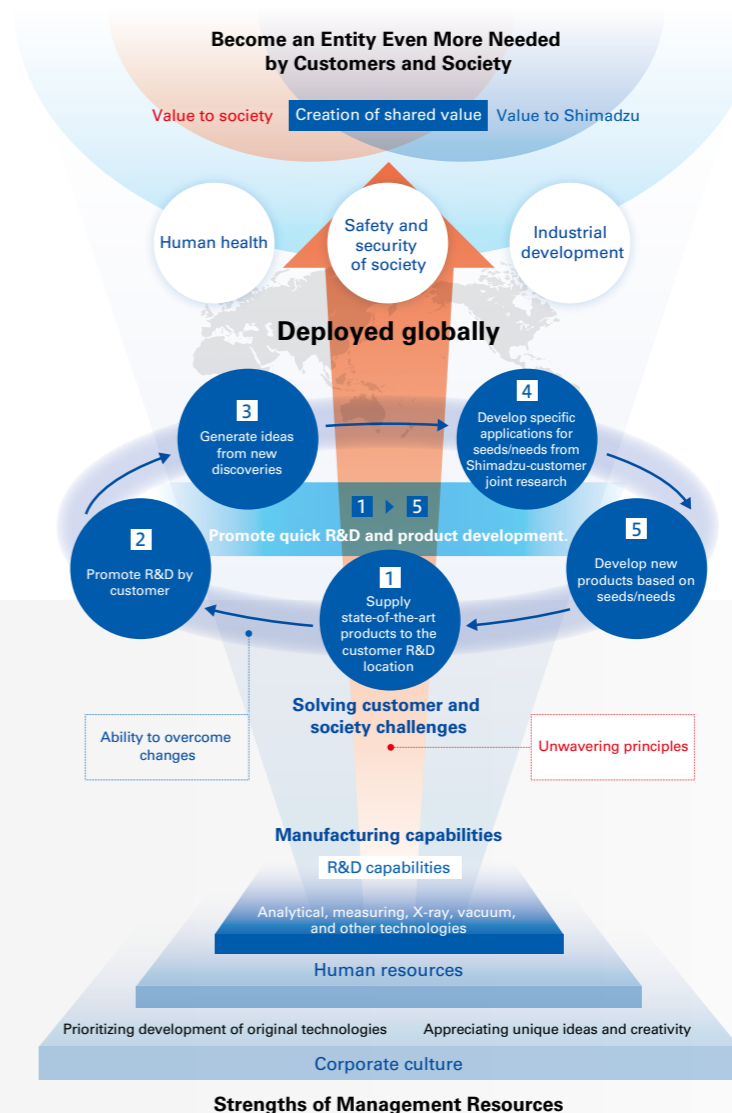 Become an Entity Even More Needed
by Customers and Society
Value to society
Creation of shared value
Value to Shimadzu
Human health
Safety and
security
of society
Industrial
development
Deployed globally
3
Generate ideas
from new
discoveries
4
Develop specific
applications for
seeds/needs from
Shimadzu-customer
joint research
1 ▶ 5
Promote quick R&D and product development.
2
Promote R&D by
customer
5
Develop new
products based on
seeds/needs
1
Supply
state-of-the-art
products to the
customer R&D
location
Solving customer and
society challenges
Ability to overcome
changes
Unwavering principles
Manufacturing capabilities
R&D capabilities
Analytical, measuring, X-ray, vacuum,
and other technologies
Human resources
Prioritizing development of original technologies
Appreciating unique ideas and creativity
Corporate culture
Strengths of Management Resources